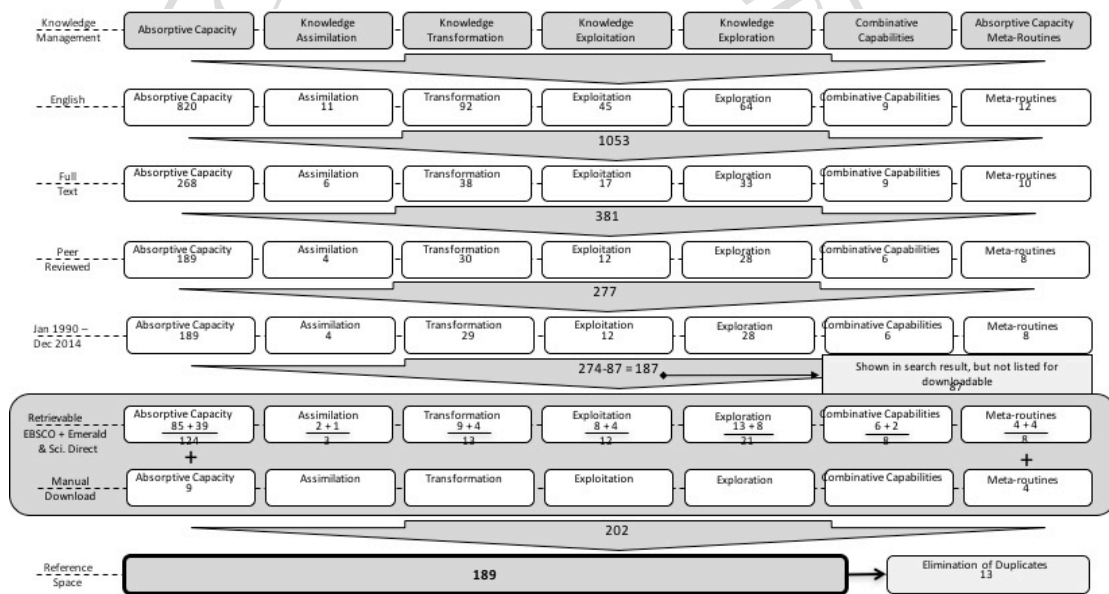 Knowledge
Management
Absorptive Capacity
Knowledge
Assimilation
Knowledge
Transformation
Knowledge
Exploitation
Knowledge
Exploration
Combinative
Capabilities
Absorptive Capacity
Meta-Routines
English
Absorptive Capacity
820
Assimilation
11
Transformation
92
Exploitation
45
Exploration
64
Combinative Capabilities
9
Meta-routines
12
1053
Full
Text
Absorptive Capacity
268
Assimilation
6
Transformation
38
Exploitation
17
Exploration
33
Combinative Capabilities
9
Meta-routines
10
381
Peer
Reviewed
Absorptive Capacity
189
Assimilation
4
Transformation
30
Exploitation
12
Exploration
28
Combinative Capabilities
6
Meta-routines
8
277
Jan 1990 –
Dec 2014
Absorptive Capacity
189
Assimilation
4
Transformation
29
Exploitation
12
Exploration
28
Combinative Capabilities
6
Meta-routines
8
274-87 = 187
Shown in search result, but not listed for
downloadable
87
Retrievable
EBSCO + Emerald
& Sci. Direct
Absorptive Capacity
85 + 39
124
Assimilation
2 + 1
3
Transformation
9 + 4
13
Exploitation
8 + 4
12
Exploration
13 + 8
21
Combinative Capabilities
6 + 2
8
Meta-routines
4 + 4
8
+
+
Manual
Download
Absorptive Capacity
9
Assimilation
Transformation
Exploitation
Exploration
Combinative Capabilities
Meta-routines
4
202
Reference
Space
189
Elimination of Duplicates
13